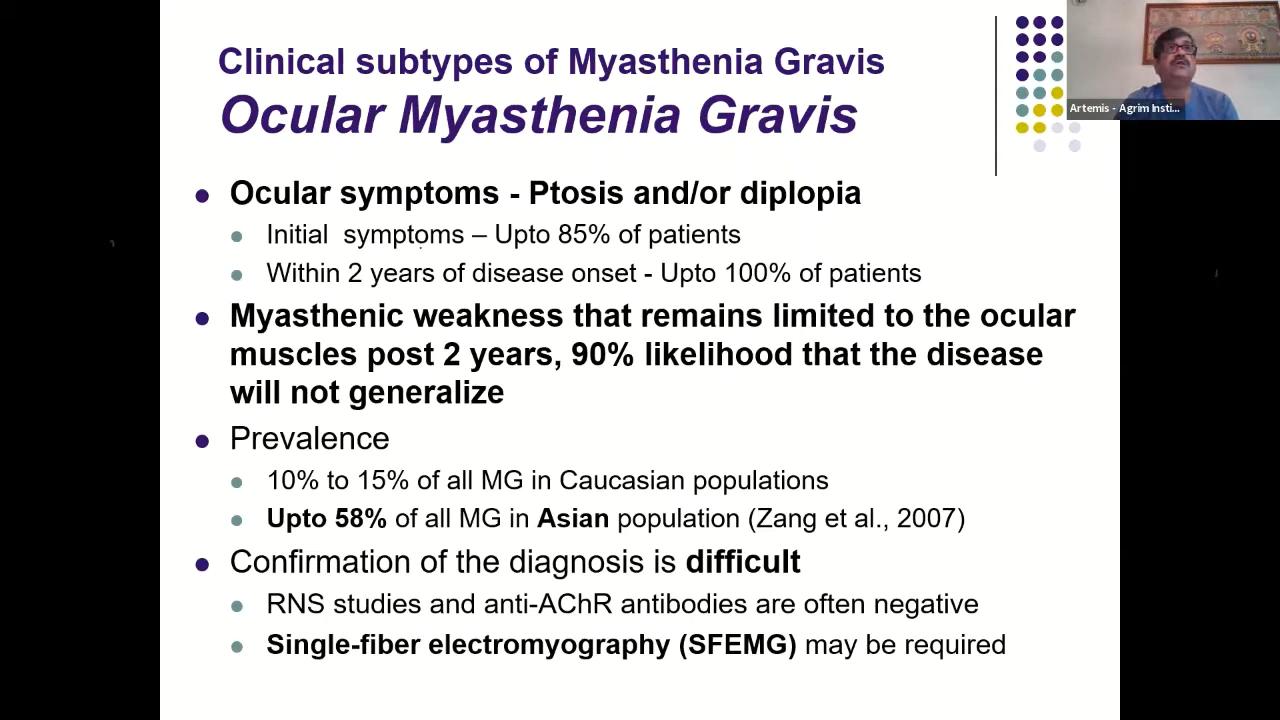 Clinical subtypes of Myasthenia Gravis
Ocular Myasthenia Gravis
Artemis - Agrim Insti...
Ocular symptoms - Ptosis and/or diplopia
Initial symptoms – Upto 85% of patients
Within 2 years of disease onset - Upto 100% of patients
Myasthenic weakness that remains limited to the ocular
muscles post 2 years, 90% likelihood that the disease
will not generalize
Prevalence
10% to 15% of all MG in Caucasian populations
Upto 58% of all MG in Asian population (Zang et al., 2007)
Confirmation of the diagnosis is difficult
RNS studies and anti-AChR antibodies are often negative
Single-fiber electromyography (SFEMG) may be required